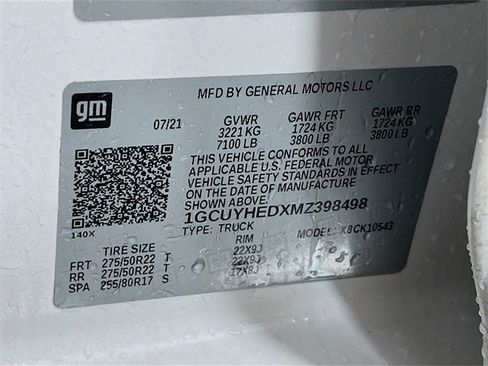 gm
MFD BY GENERAL MOTORS LLC
07/21 GVWR GAWR FRT GAWR RR
3221 KG 1724 KG 1724 KG
7100 LB 3800 LB 3800 LB
THIS VEHICLE CONFORMS TO ALL
APPLICABLE U.S. FEDERAL MOTOR
VEHICLE SAFETY STANDARDS IN EFFECT
ON THE DATE OF MANUFACTURE
SHOWN ABOVE.
1GCUYHEDXMZ398498
140X
TYPE: TRUCK MODEL: X8CK10543
TIRE SIZE RIM
FRT 275/50R22 T 22X9J
RR 275/50R22 T 22X9J
SPA 255/80R17 S 17X8J